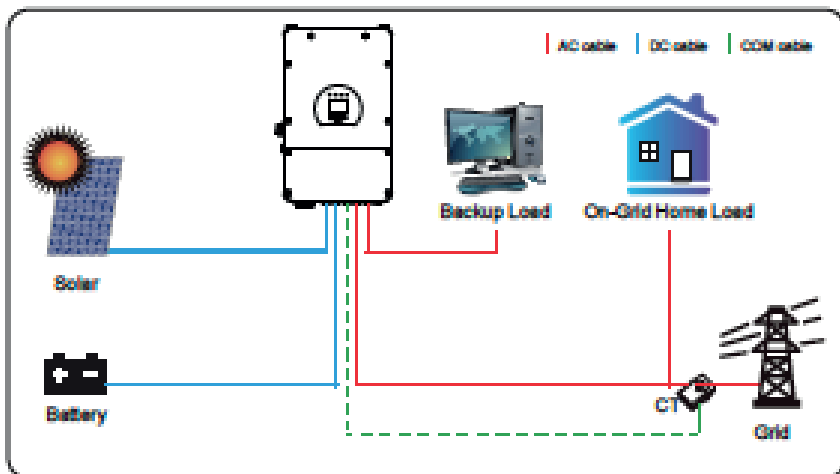 AC cable DC cable COM cable
Backup Load On-Grid Home Load
Solar
CT
Battery
Grid